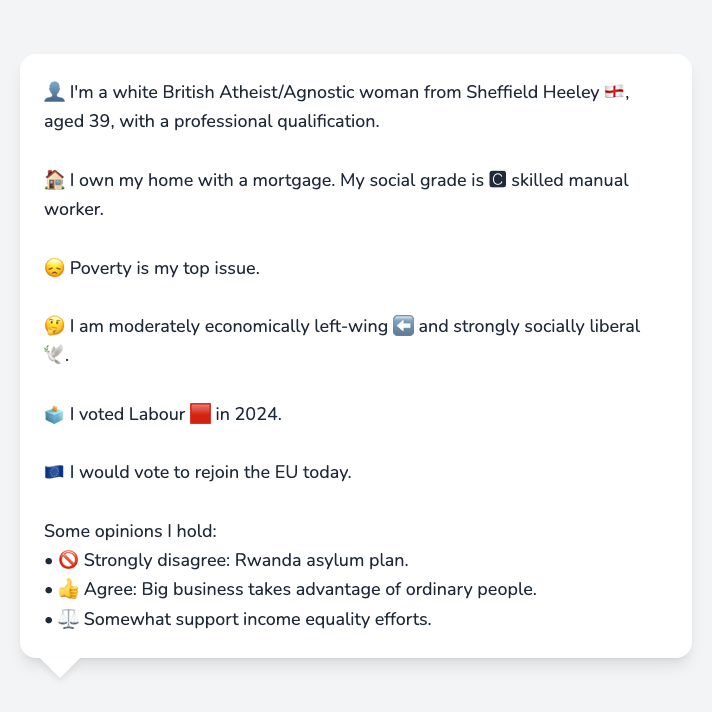 👤 I'm a white British Atheist/Agnostic woman from Sheffield Heeley 🏴󠁧󠁢󠁥󠁮󠁧󠁿,
aged 39, with a professional qualification.
🏠 I own my home with a mortgage. My social grade is 🅲 skilled manual
worker.
😞 Poverty is my top issue.
🤔 I am moderately economically left-wing ⬅️ and strongly socially liberal
🕊️.
🗳️ I voted Labour 🟥 in 2024.
🇪🇺 I would vote to rejoin the EU today.
Some opinions I hold:
• 🚫 Strongly disagree: Rwanda asylum plan.
• 👍 Agree: Big business takes advantage of ordinary people.
• ⚖️ Somewhat support income equality efforts.